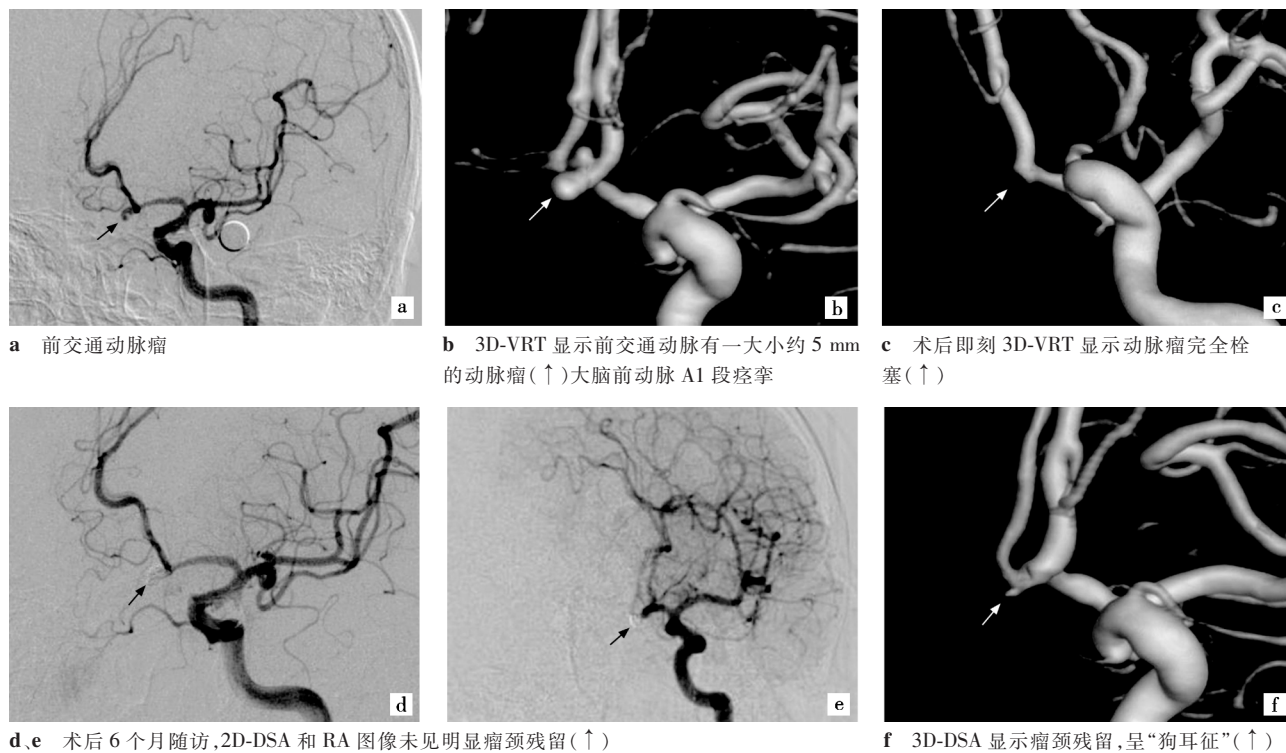 a
b
c
a 前交通动脉瘤
b 3D-VRT 显示前交通动脉有一大小约 5 mm
的动脉瘤(↑)大脑前动脉 A1 段痉挛
c 术后即刻 3D-VRT 显示动脉瘤完全栓
塞(↑)
d
e
f
d、e 术后 6 个月随访,2D-DSA 和 RA 图像未见明显瘤颈残留(↑)
f 3D-DSA 显示瘤颈残留,呈“狗耳征”(↑)